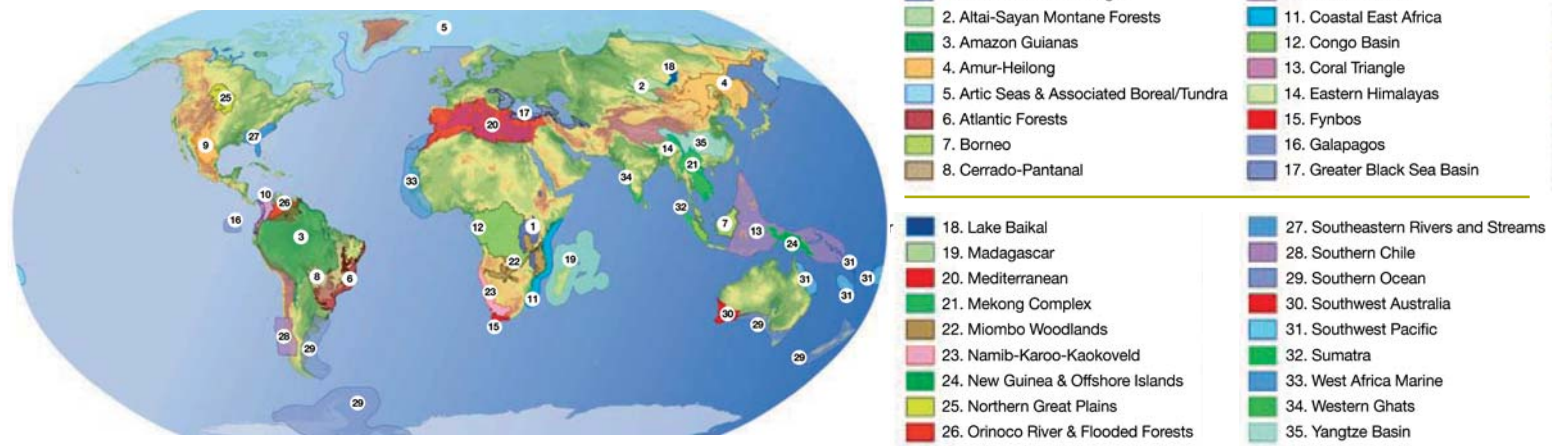 2. Altai-Sayan Montane Forests
3. Amazon Guianas
4. Amur-Heilong
5. Artic Seas & Associated Boreal/Tundra
6. Atlantic Forests
7. Borneo
8. Cerrado-Pantanal
11. Coastal East Africa
12. Congo Basin
13. Coral Triangle
14. Eastern Himalayas
15. Fynbos
16. Galapagos
17. Greater Black Sea Basin
18. Lake Baikal
19. Madagascar
20. Mediterranean
21. Mekong Complex
22. Miombo Woodlands
23. Namib-Karoo-Kaokoveld
24. New Guinea & Offshore Islands
25. Northern Great Plains
26. Orinoco River & Flooded Forests
27. Southeastern Rivers and Streams
28. Southern Chile
29. Southern Ocean
30. Southwest Australia
31. Southwest Pacific
32. Sumatra
33. West Africa Marine
34. Western Ghats
35. Yangtze Basin
5
18
2
4
25
17
20
27
9
35
14
21
33
34
10
26
32
16
12
1
7
13
3
24
22
19
31
8
6
31
31
23
11
31
15
30
29
28
29
29
29